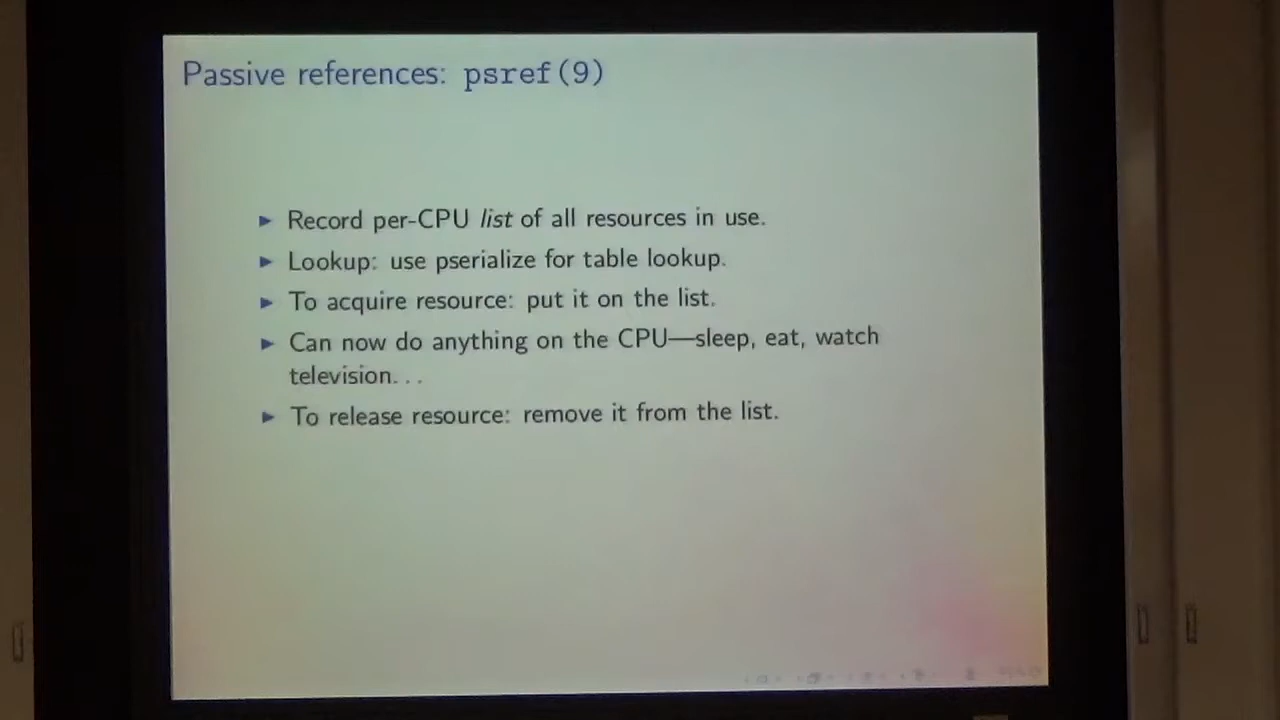 Passive references: psref(9)
▶ Record per-CPU list of all resources in use.
▶ Lookup: use pserialize for table lookup.
▶ To acquire resource: put it on the list.
▶ Can now do anything on the CPU—sleep, eat, watch
television...
▶ To release resource: remove it from the list.